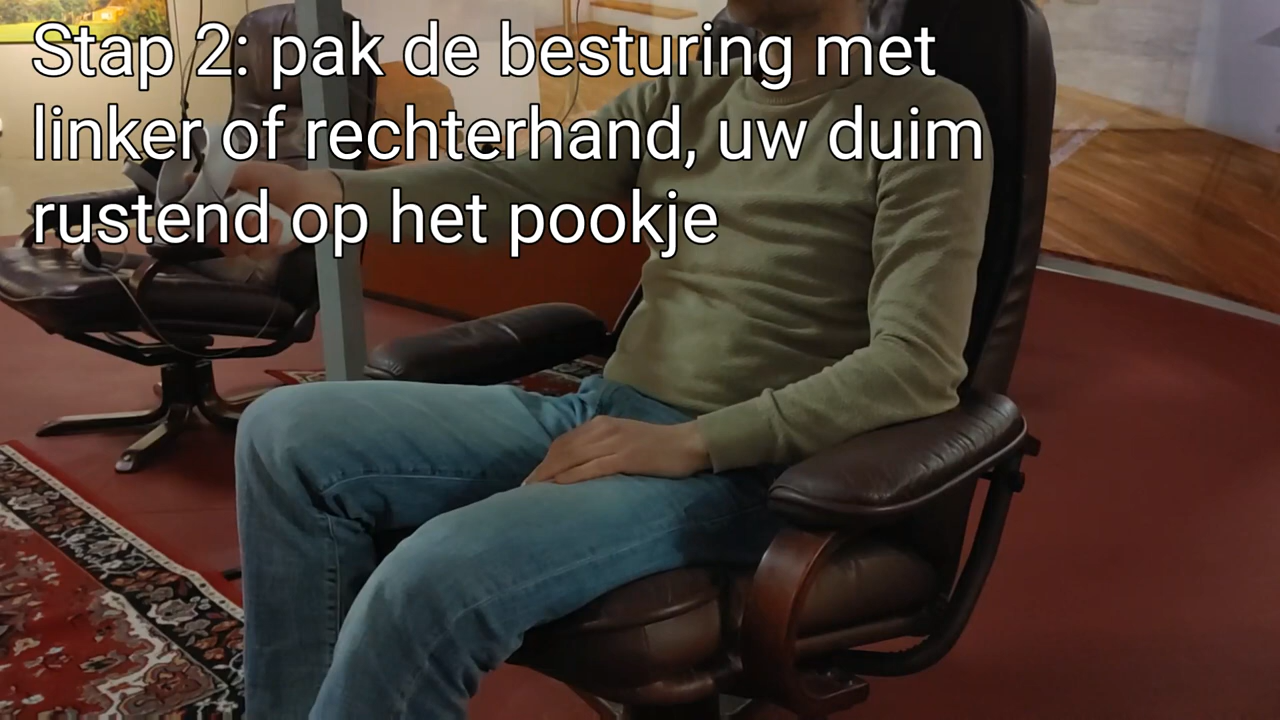 Stap 2: pak de besturing met
linker of rechterhand, uw duim
rustend op het pookje